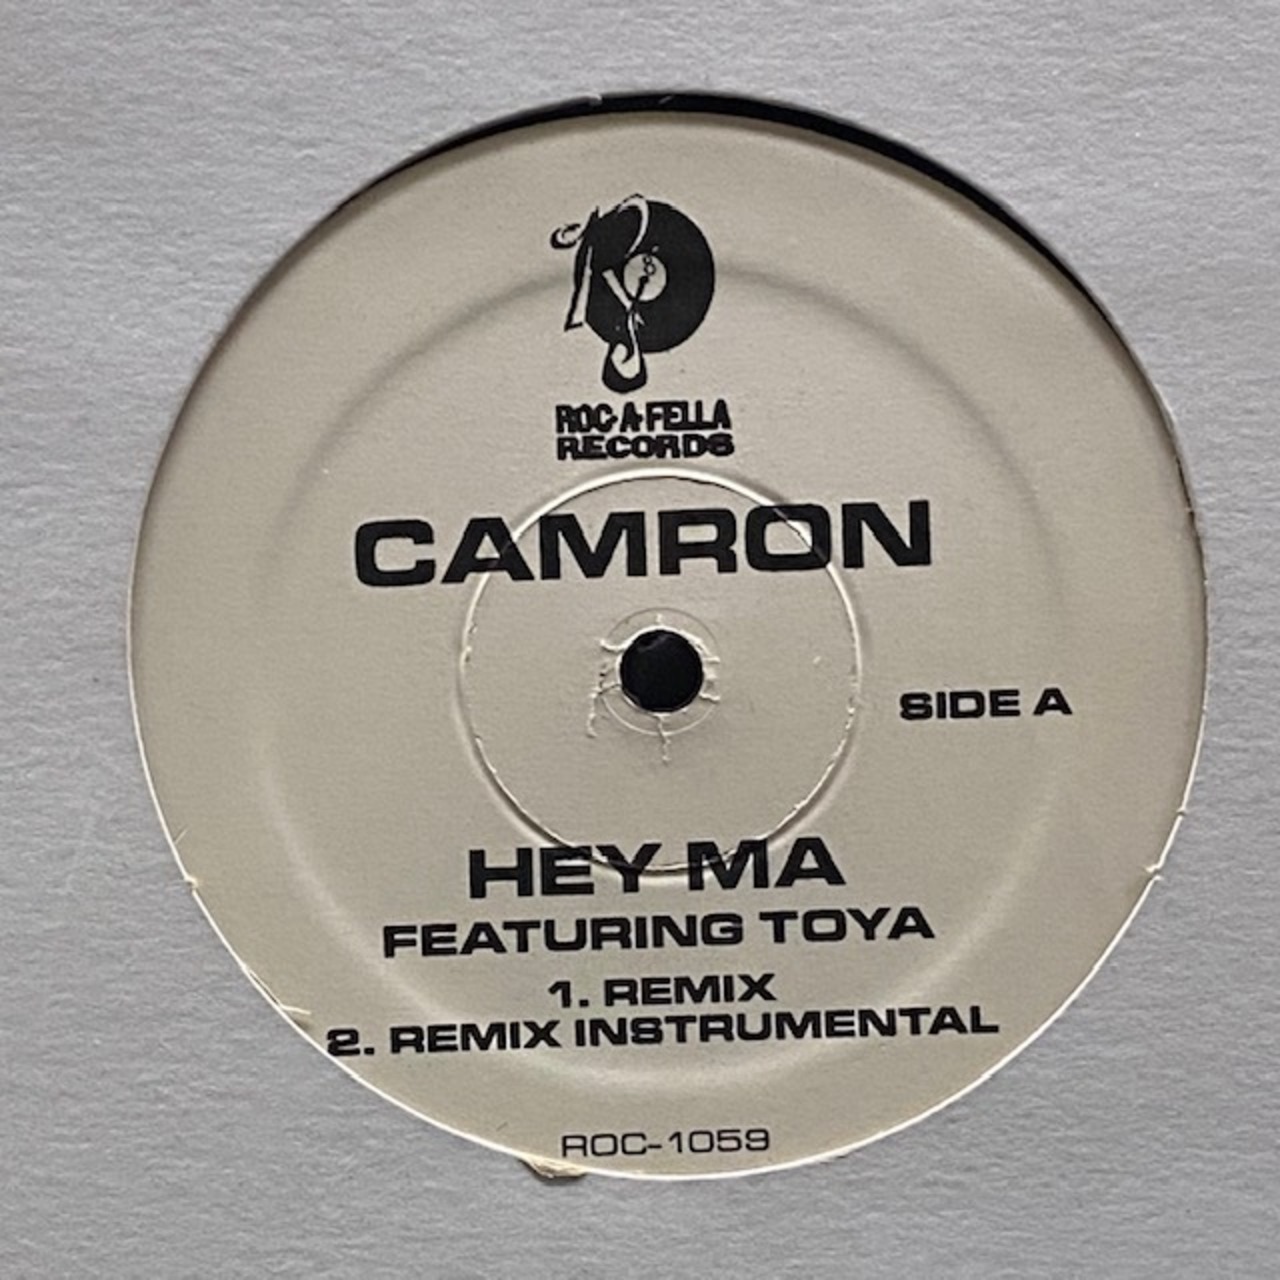 ROC-A-FELLA
RECORDS
CAMRON
SIDE A
HEY MA
FEATURING TOYA
1. REMIX
2. REMIX INSTRUMENTAL
ROC-1059